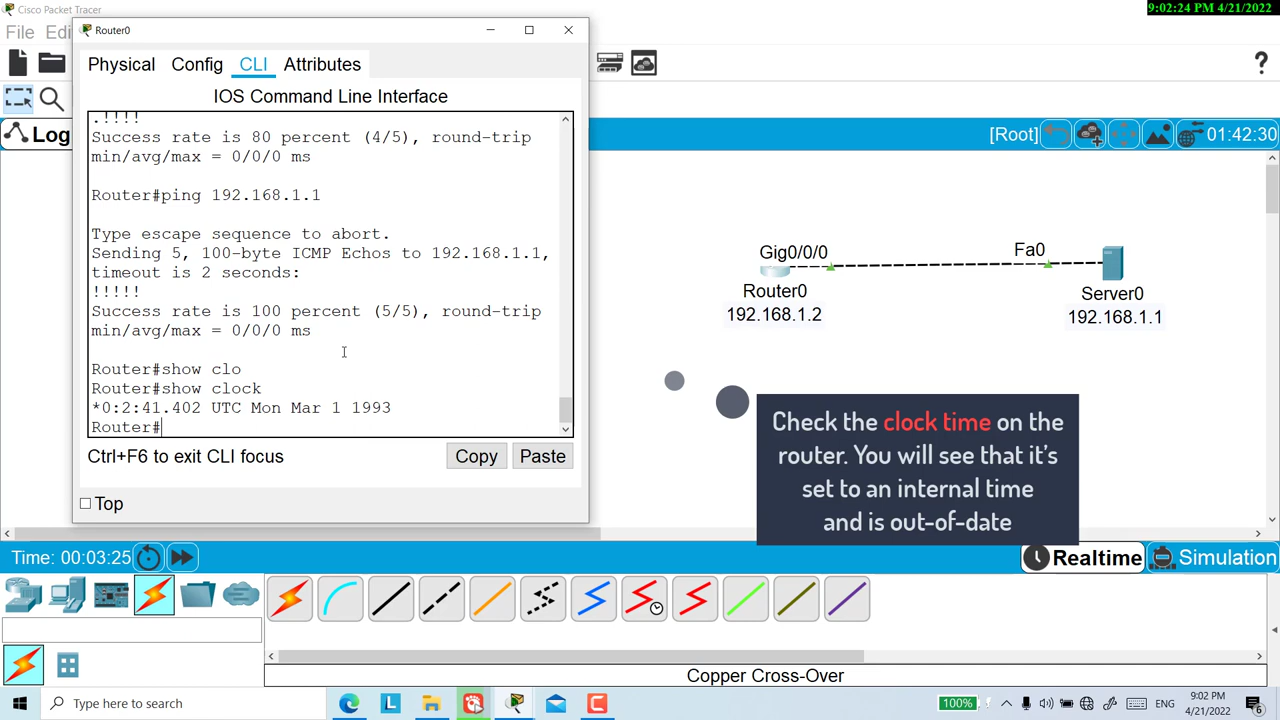 Cisco Packet Tracer
9:02:24 PM 4/21/2022
File Edi
Router0
Physical Config CLI Attributes
IOS Command Line Interface
.!!!!
Success rate is 80 percent (4/5), round-trip
min/avg/max = 0/0/0 ms
Router#ping 192.168.1.1
Type escape sequence to abort.
Sending 5, 100-byte ICMP Echos to 192.168.1.1,
timeout is 2 seconds:
!!!!!
Success rate is 100 percent (5/5), round-trip
min/avg/max = 0/0/0 ms
Router#show clo
Router#show clock
*0:2:41.402 UTC Mon Mar 1 1993
Router#
Ctrl+F6 to exit CLI focus
Copy Paste
Top
?
Log
[Root]
01:42:30
Gig0/0/0
Fa0
Router0
192.168.1.2
Server0
192.168.1.1
Check the clock time on the
router. You will see that it's
set to an internal time
and is out-of-date
Time: 00:03:25
Realtime
Simulation
Copper Cross-Over
Type here to search
L
100%
9:02 PM
4/21/2022
6